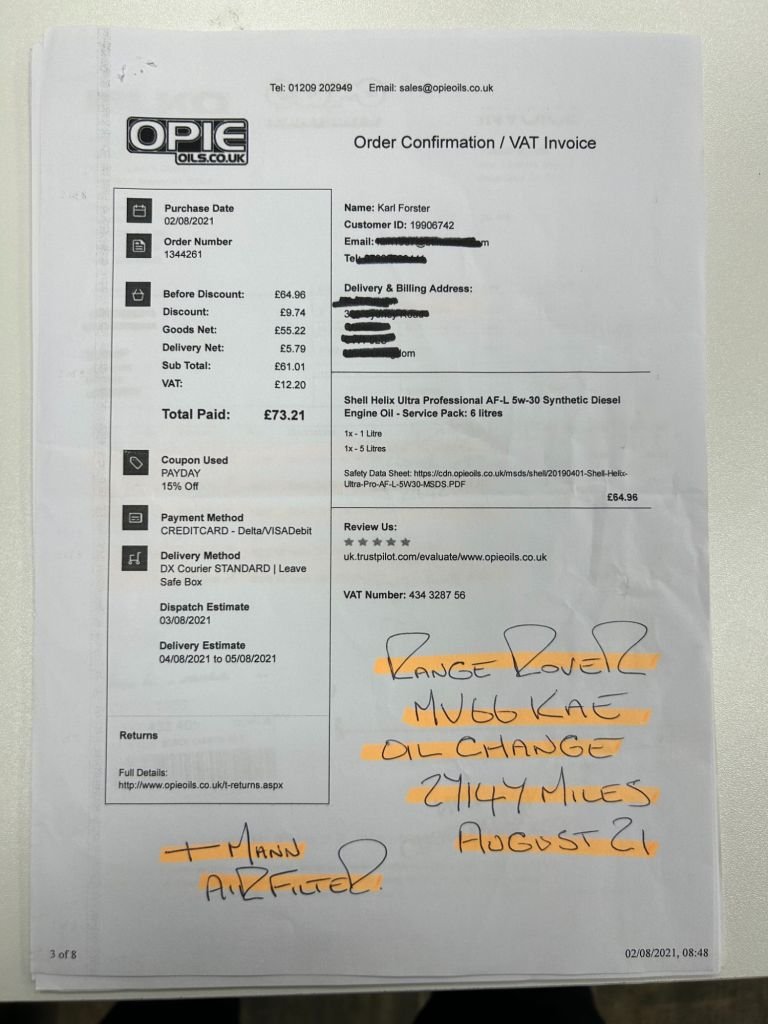 Tel: 01209 202949 Email: sales@opieoils.co.uk
OPIE
OILS.CO.UK
Order Confirmation / VAT Invoice
Purchase Date
02/08/2021
Order Number
1344261
Before Discount: £64.96
Discount: £9.74
Goods Net: £55.22
Delivery Net: £5.79
Sub Total: £61.01
VAT: £12.20
Total Paid: £73.21
Coupon Used
PAYDAY
15% Off
Payment Method
CREDITCARD - Delta/VISADebit
Delivery Method
DX Courier STANDARD | Leave
Safe Box
Dispatch Estimate
03/08/2021
Delivery Estimate
04/08/2021 to 05/08/2021
Returns
Full Details:
http://www.opieoils.co.uk/t-returns.aspx
Name: Karl Forster
Customer ID: 19906742
Email:
Tel:
Delivery & Billing Address:
Shell Helix Ultra Professional AF-L 5w-30 Synthetic Diesel
Engine Oil - Service Pack: 6 litres
1x - 1 Litre
1x - 5 Litres
Safety Data Sheet: https://cdn.opieoils.co.uk/msds/shell/20190401-Shell-Helix-
Ultra-Pro-AF-L-5W30-MSDS.PDF
£64.96
Review Us:
uk.trustpilot.com/evaluate/www.opieoils.co.uk
VAT Number: 434 3287 56
RANGE ROVER
MV66 KAE
OIL CHANGE
27147 MILES
AUGUST 21
+ MANN
AIR FILTER
3 of 8
02/08/2021, 08:48